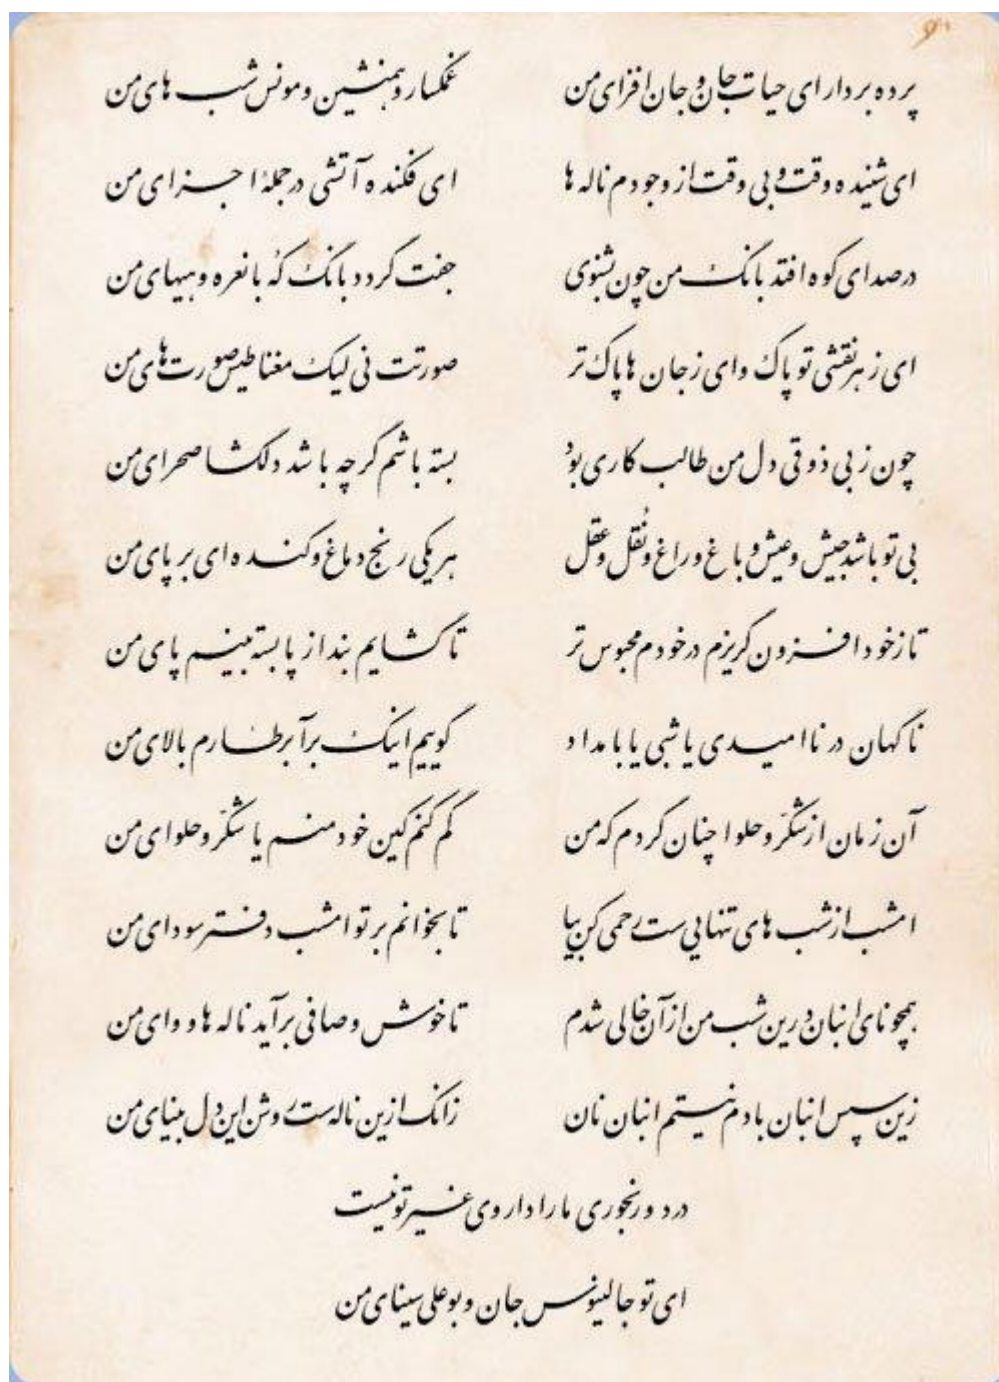 پرده بردار ای حیات جان و جان افزای من غمگسار و همنشین و مونس شب های من
ای شنیده وقت و بی وقت از وجودم ناله ها ای فکنده آتشی در جملهٔ اجزای من
در صدای کوه افتد بانگ من چون بشنوی جفت گردد بانگ که با نعره و هیهای من
ای ز هر نقشی تو پاک و ای ز جان ها پاک تر صورتت نی لیک مغناطیس صورت های من
چون ز بی ذوقی دل من طالب کاری بود بسته باشم گرچه باشد دلگشا صحرای من
بی تو باشد جیش و عیش و باغ و راغ و نُقل و عقل هر یکی رنج دماغ و کنده ای بر پای من
تا ز خود افزون گریزم در خودم محبوس تر تا گشایم بند از پا بسته بینم پای من
ناگهان در ناامیدی یا شبی یا بامداد گوییم اینک برآ بر طارم بالای من
آن زمان از شکّر و حلوا چنان گردم که من گم کنم کین خود منم یا شکّر و حلوای من
امشب از شب های تنهایی ست رحمی کن بیا تا بخوانم بر تو امشب دفتر سودای من
همچو نای انبان درین شب من از آن خالی شدم تا خوش و صافی برآید ناله ها و وای من
زین سپس انبان بادم نیستم انبان نان زانک ازین ناله ست روشن این دل بینای من
درد و رنجوری ما را داروی غیر تو نیست
ای تو جالینوس جان و بوعلی سینای من